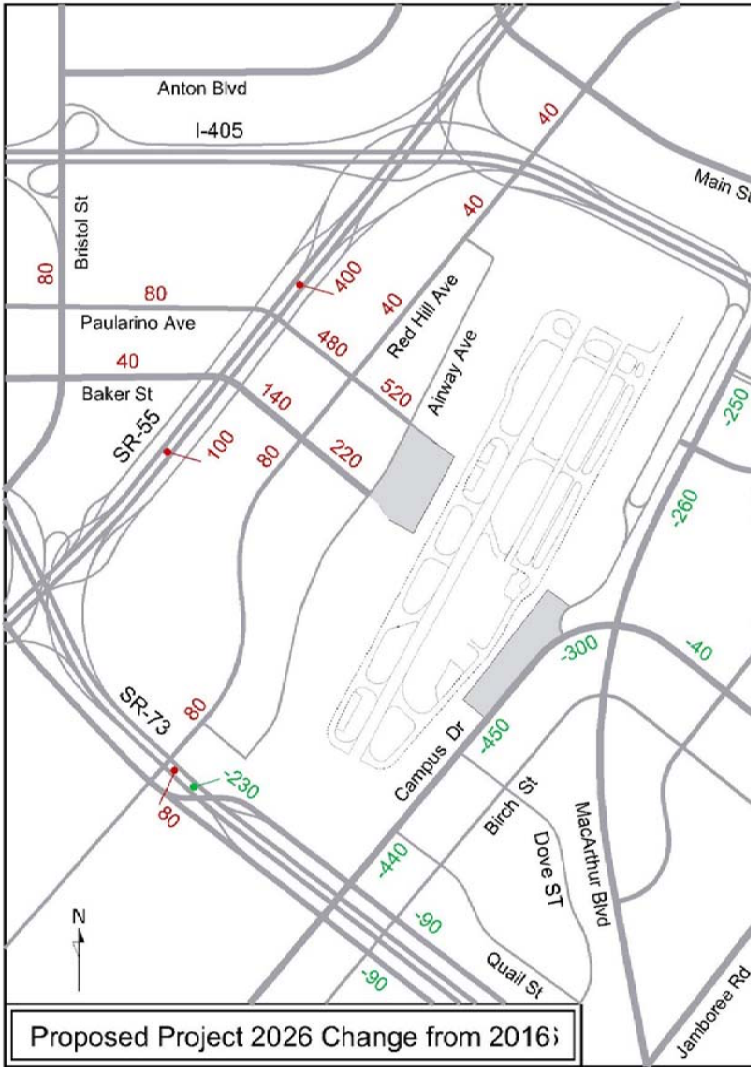 Anton Blvd
I-405
40
Main St
Bristol St
40
80
400
80
40
Red Hill Ave
Paularino Ave
480
Airway Ave
40
520
Baker St
140
-250
SR-55
100
80
220
-260
-300
-40
SR-73
80
-450
Campus Dr
-230
80
Birch St
Dove ST
MacArthur Blvd
-440
-90
N
-90
Quail St
Jamboree Rd
Proposed Project 2026 Change from 2016